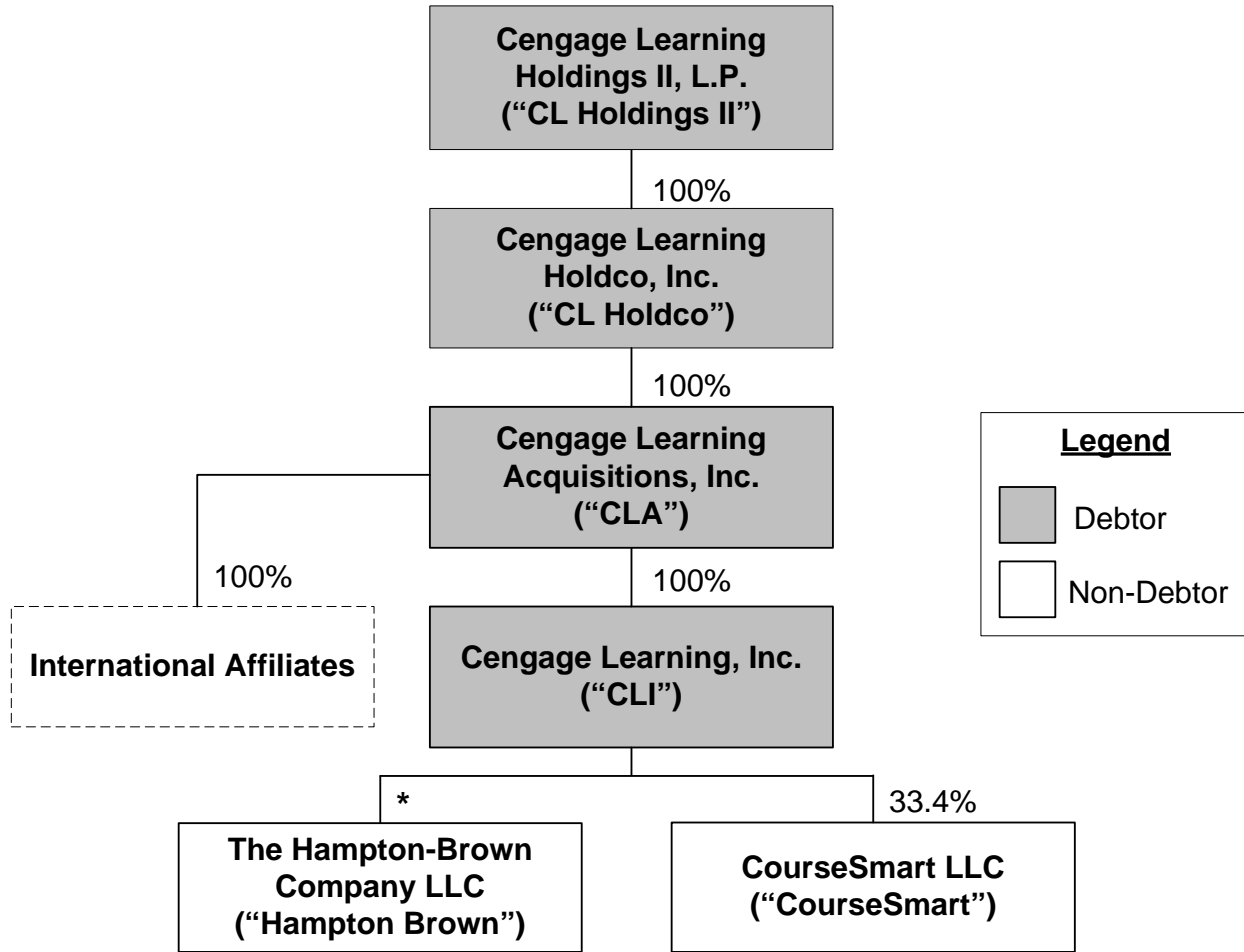 Cengage Learning
Holdings II, L.P.
(“CL Holdings II”)
100%
Cengage Learning
Holdco, Inc.
(“CL Holdco”)
100%
Cengage Learning
Acquisitions, Inc.
(“CLA”)
Legend
Debtor
Non-Debtor
100%
100%
International Affiliates
Cengage Learning, Inc.
(“CLI”)
*
33.4%
The Hampton-Brown
Company LLC
(“Hampton Brown”)
CourseSmart LLC
(“CourseSmart”)